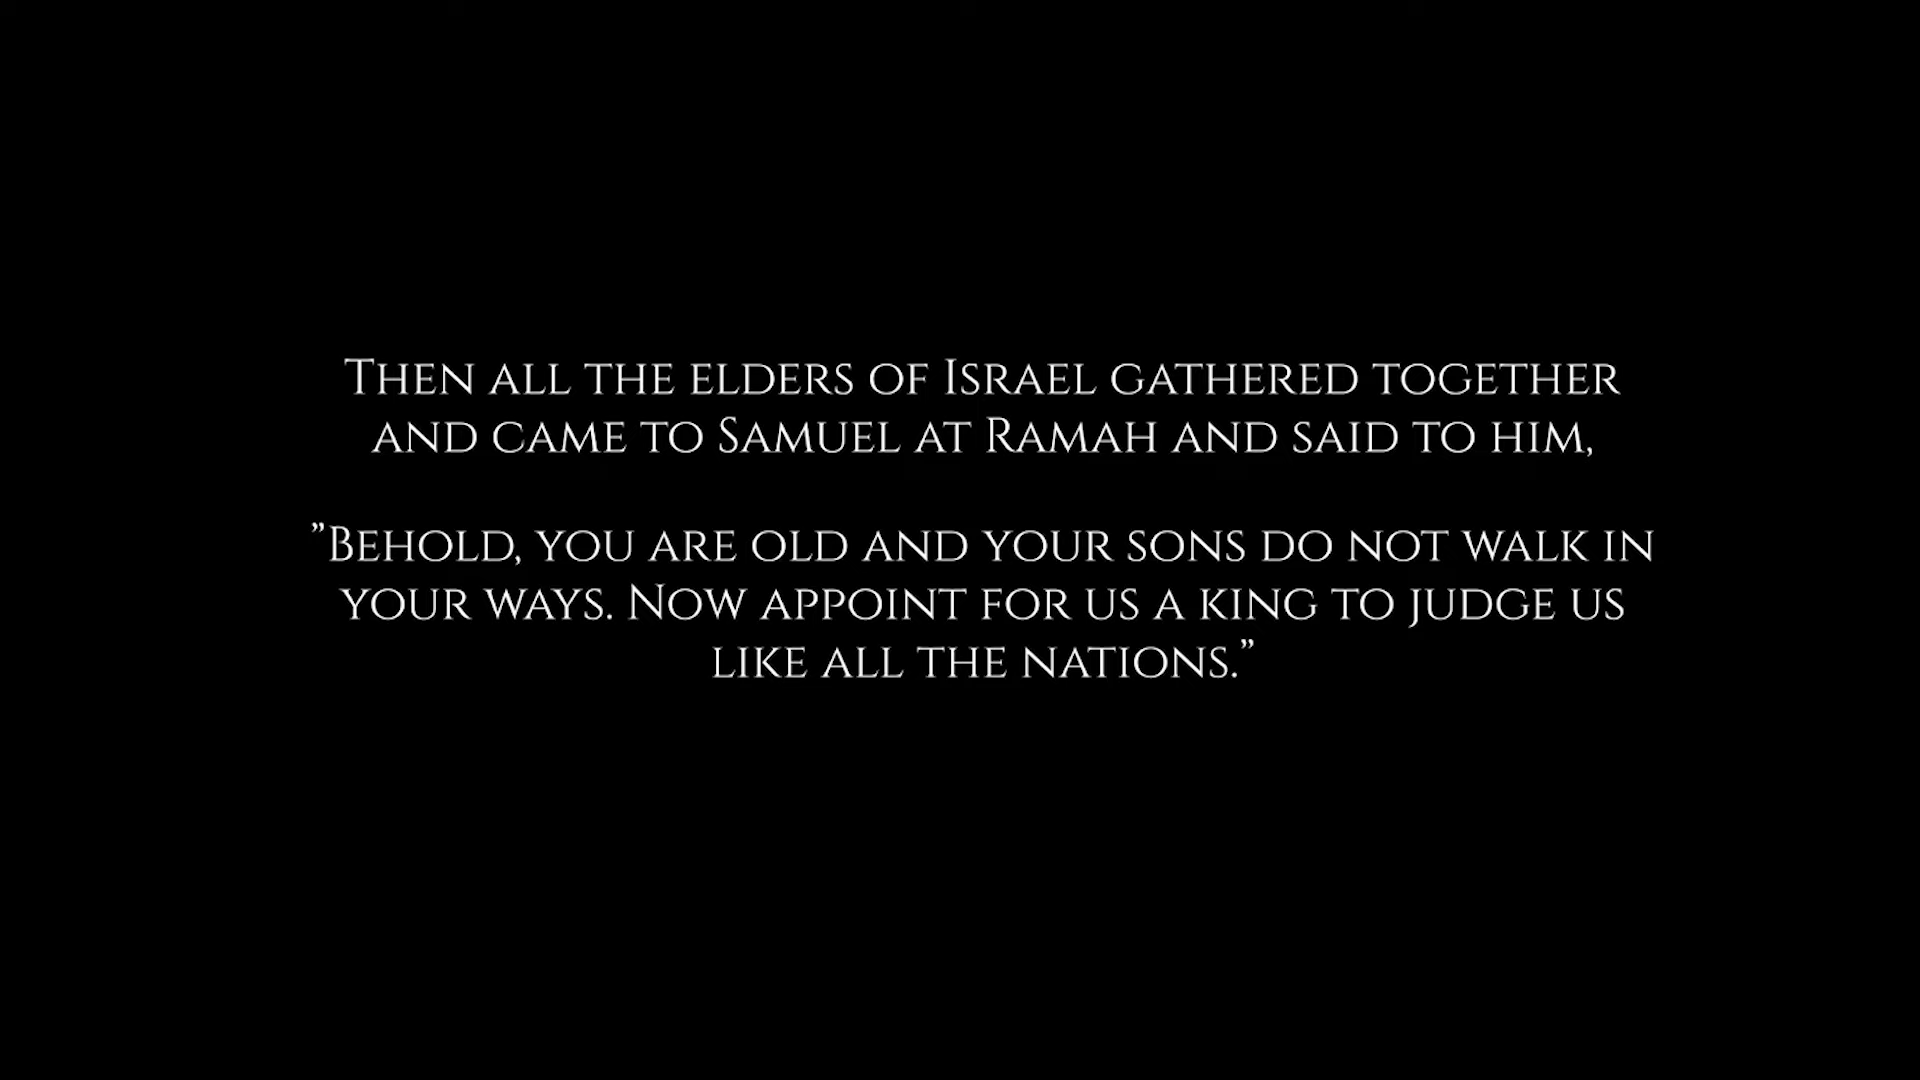 Then all the elders of Israel gathered together
and came to Samuel at Ramah and said to him,
”Behold, you are old and your sons do not walk in
your ways. Now appoint for us a king to judge us
like all the nations.”